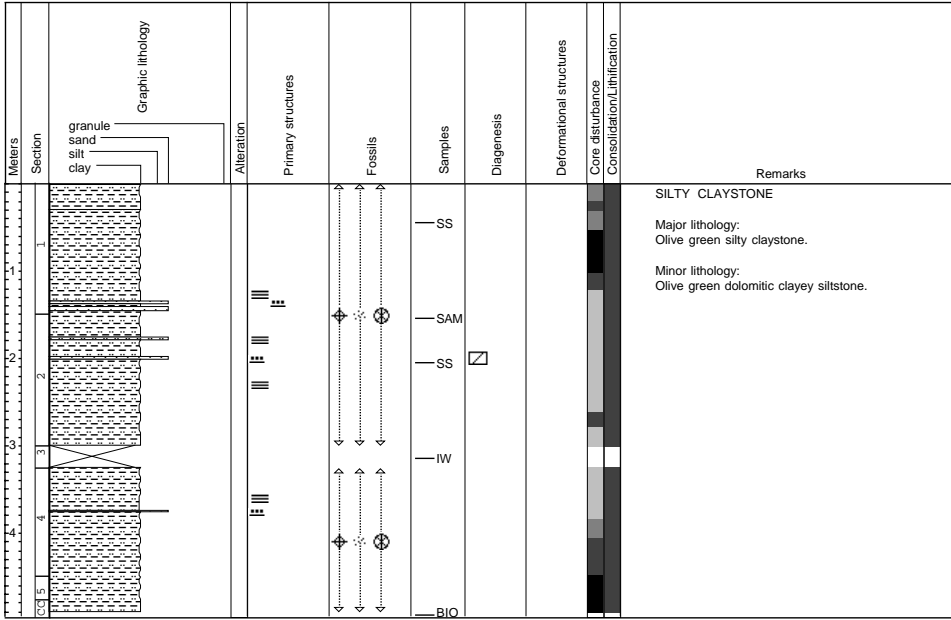 Meters
Section
Graphic lithology
granule
sand
silt
clay
Alteration
Primary structures
Fossils
Samples
Diagenesis
Deformational structures
Core disturbance
Consolidation/Lithification
Remarks
SILTY CLAYSTONE
Major lithology:
Olive green silty claystone.
Minor lithology:
Olive green dolomitic clayey siltstone.
1
2
3
4
1
2
3
4
5
CC
SS
SAM
SS
IW
BIO